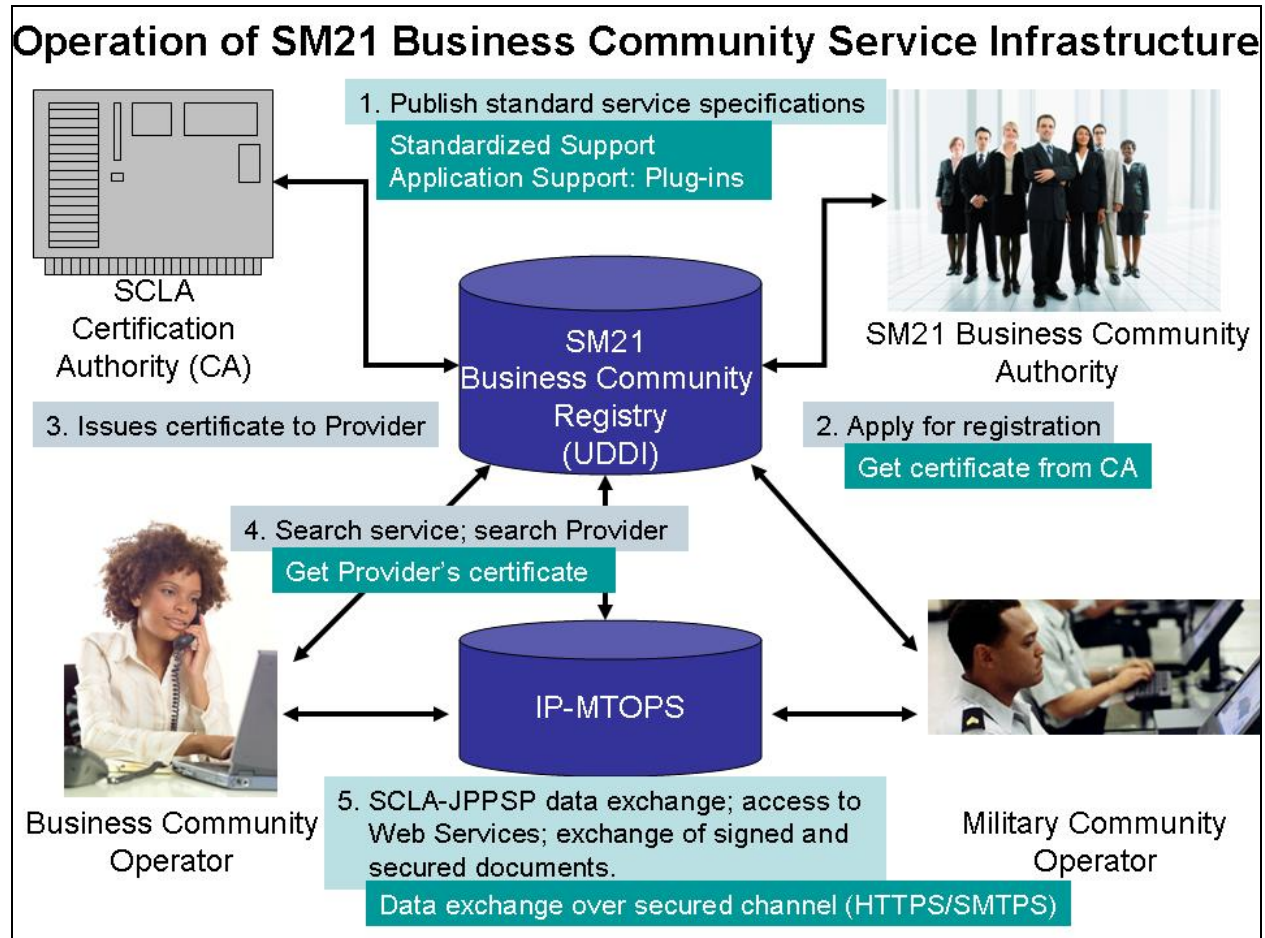 Operation of SM21 Business Community Service Infrastructure
1. Publish standard service specifications
Standardized Support
Application Support: Plug-ins
SCLA
Certification
Authority (CA)
SM21 Business Community
Authority
SM21
Business Community
Registry
(UDDI)
3. Issues certificate to Provider
2. Apply for registration
Get certificate from CA
4. Search service; search Provider
Get Provider's certificate
IP-MTOPS
Business Community
Operator
5. SCLA-JPPSP data exchange; access to
Web Services; exchange of signed and
secured documents.
Data exchange over secured channel (HTTPS/SMTPS)
Military Community
Operator